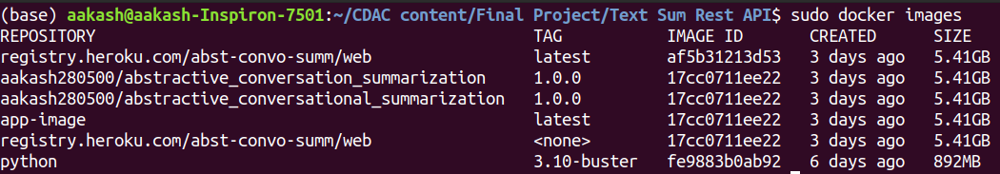 (base) aakash@aakash-Inspiron-7501:~/CDAC content/Final Project/Text Sum Rest API$ sudo docker images
REPOSITORY TAG IMAGE ID CREATED SIZE
registry.heroku.com/abst-convo-summ/web latest af5b31213d53 3 days ago 5.41GB
aakash280500/abstractive_conversation_summarization 1.0.0 17cc0711ee22 3 days ago 5.41GB
aakash280500/abstractive_conversational_summarization 1.0.0 17cc0711ee22 3 days ago 5.41GB
app-image latest 17cc0711ee22 3 days ago 5.41GB
registry.heroku.com/abst-convo-summ/web <none> 17cc0711ee22 3 days ago 5.41GB
python 3.10-buster fe9883b0ab92 6 days ago 892MB